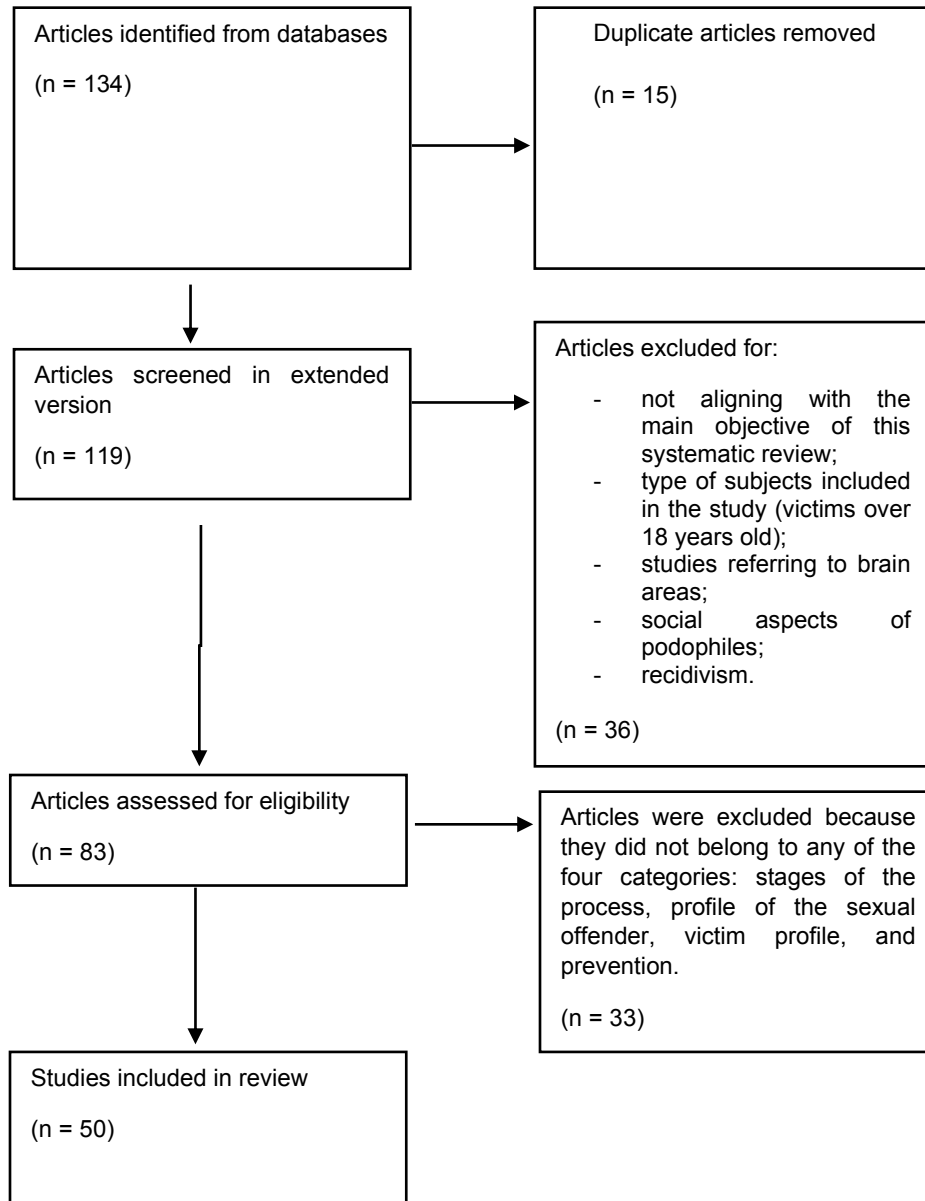 Articles identified from databases
(n = 134)
Duplicate articles removed
(n = 15)
Articles screened in extended
version
(n = 119)
Articles excluded for:
- not aligning with the
main objective of this
systematic review;
- type of subjects included
in the study (victims over
18 years old);
- studies referring to brain
areas;
- social aspects of
podophiles;
- recidivism.
(n = 36)
Articles assessed for eligibility
(n = 83)
Articles were excluded because
they did not belong to any of the
four categories: stages of the
process, profile of the sexual
offender, victim profile, and
prevention.
(n = 33)
Studies included in review
(n = 50)